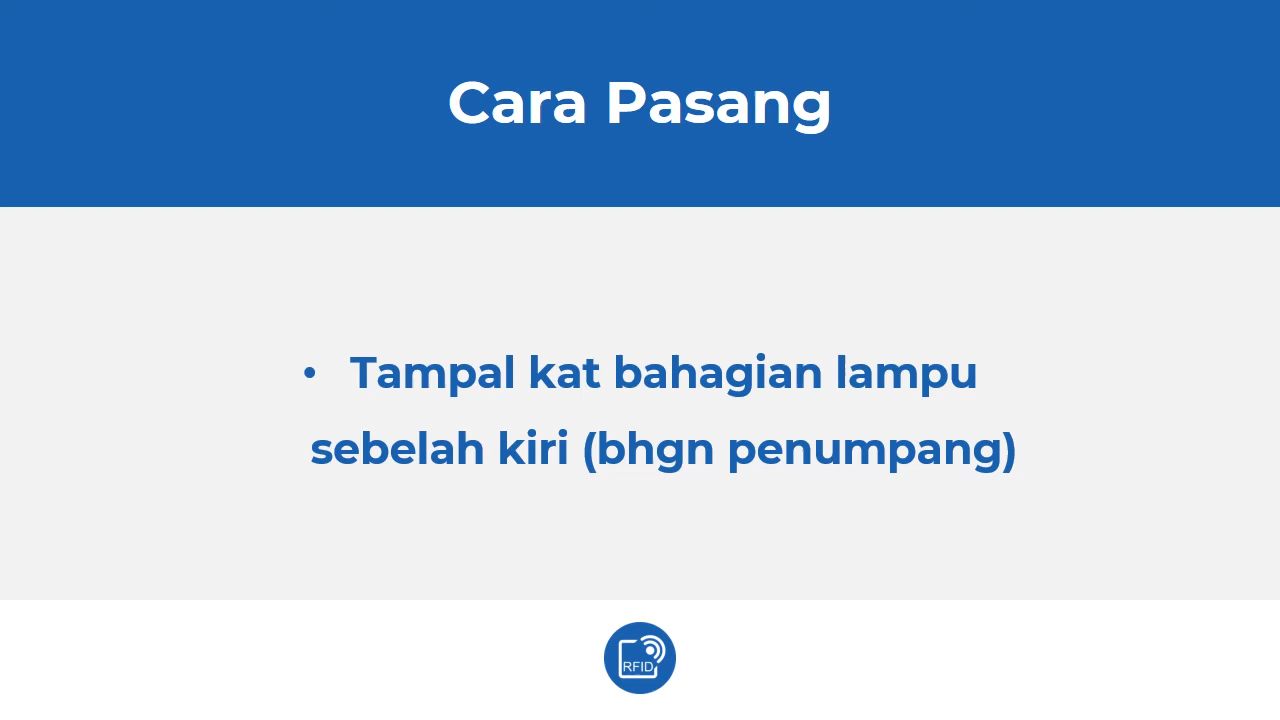 Cara Pasang
• Tampal kat bahagian lampu
sebelah kiri (bhgn penumpang)
RFID